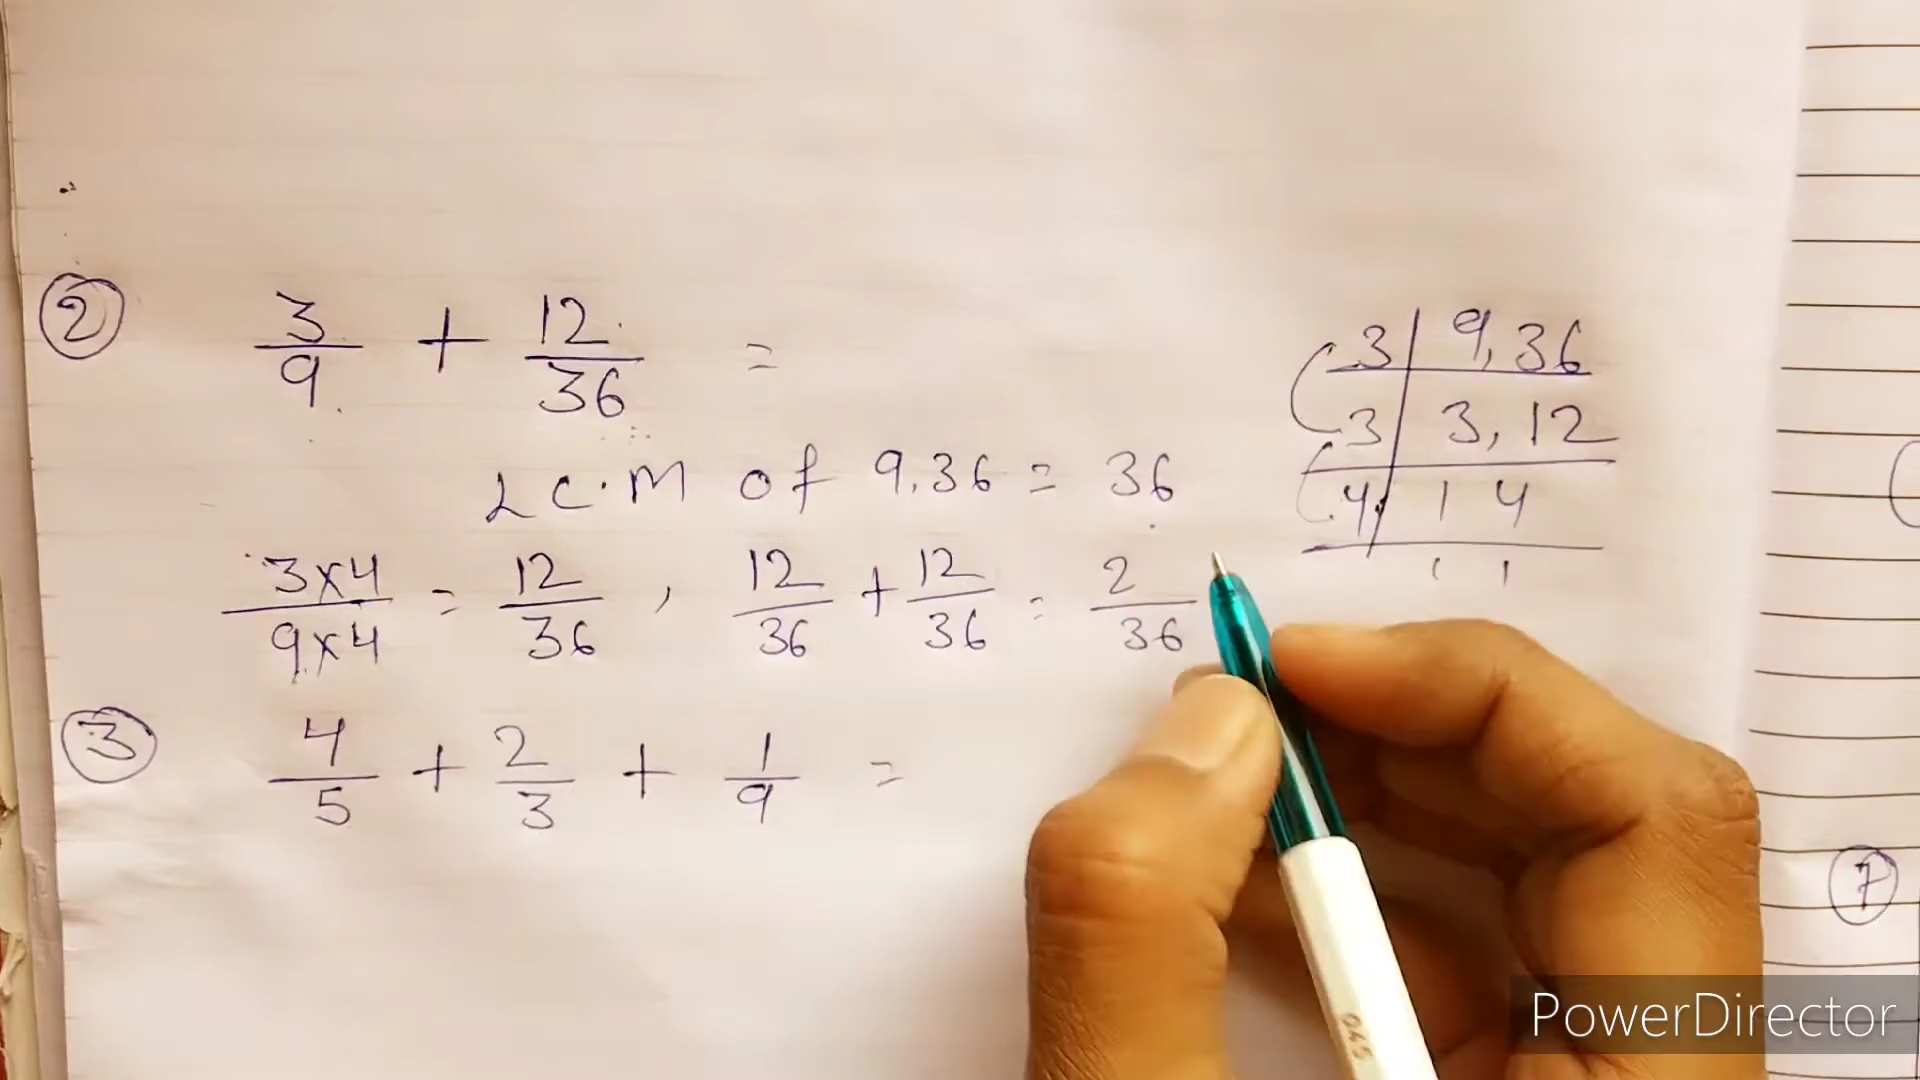 ② 3/9 + 12/36 =
L C.M of 9,36 = 36
3×4/9×4 = 12/36 , 12/36 + 12/36 = 2/36
③ 4/5 + 2/3 + 1/9 =
3 | 9, 36
3 | 3, 12
4 | 1 4
1 1
⑦
045
PowerDirector